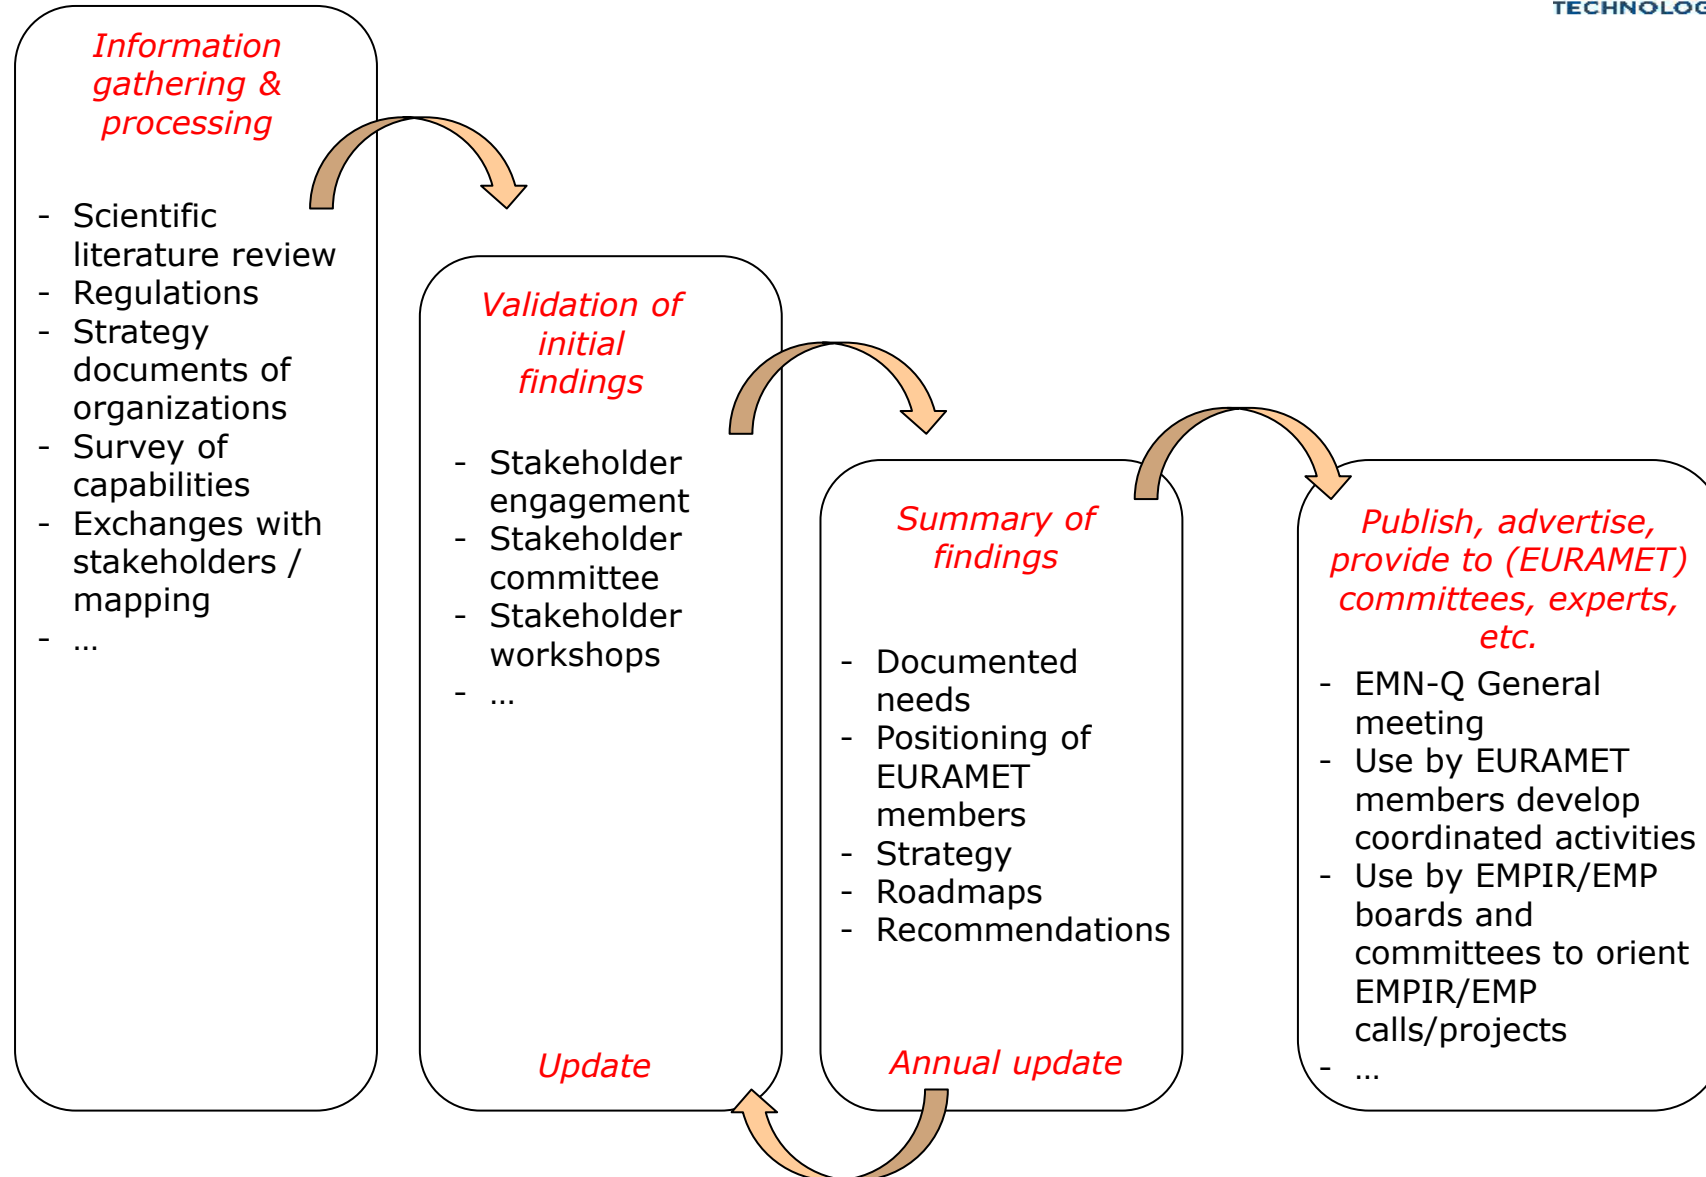 TECHNOLOG
Information
gathering &
processing
- Scientific
literature review
- Regulations
- Strategy
documents of
organizations
- Survey of
capabilities
- Exchanges with
stakeholders /
mapping
- …
Validation of
initial
findings
- Stakeholder
engagement
- Stakeholder
committee
- Stakeholder
workshops
- …
Update
Summary of
findings
- Documented
needs
- Positioning of
EURAMET
members
- Strategy
- Roadmaps
- Recommendations
Annual update
Publish, advertise,
provide to (EURAMET)
committees, experts,
etc.
- EMN-Q General
meeting
- Use by EURAMET
members develop
coordinated activities
- Use by EMPIR/EMP
boards and
committees to orient
EMPIR/EMP
calls/projects
- …